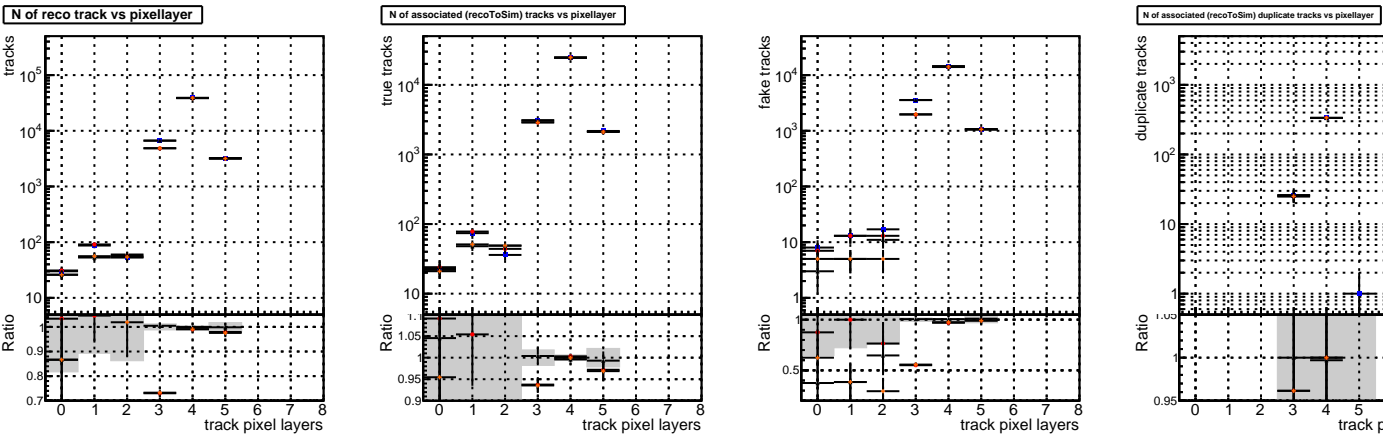 N of reco track vs pixellayer
tracks
10^5
10^4
10^3
10^2
10
Ratio
1
0.9
0.8
0.7
0 1 2 3 4 5 6 7 8
track pixel layers
N of associated (recoToSim) tracks vs pixellayer
true tracks
10^4
10^3
10^2
10
Ratio
1.1
1.05
1
0.95
0.9
0 1 2 3 4 5 6 7 8
track pixel layers
fake tracks
10^4
10^3
10^2
10
1
Ratio
1
0.5
0 1 2 3 4 5 6 7 8
track pixel layers
N of associated (recoToSim) duplicate tracks vs pixellayer
duplicate tracks
10^3
10^2
10
1
Ratio
1.05
1
0.95
0 1 2 3 4 5
track p